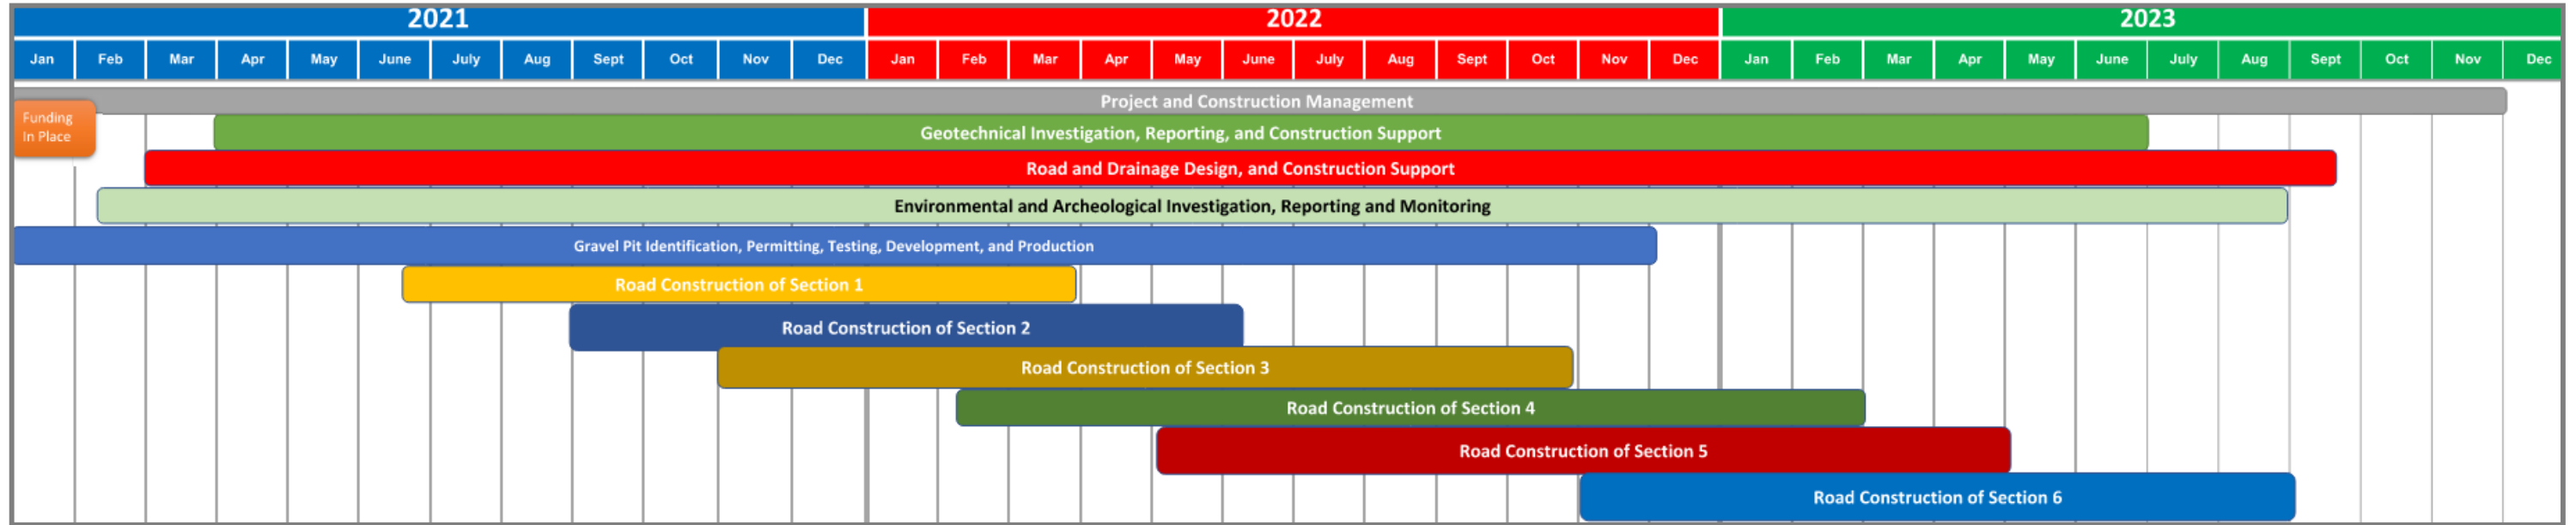 2021 2022 2023
Jan Feb Mar Apr May June July Aug Sept Oct Nov Dec Jan Feb Mar Apr May June July Aug Sept Oct Nov Dec Jan Feb Mar Apr May June July Aug Sept Oct Nov Dec
Project and Construction Management
Funding
In Place
Geotechnical Investigation, Reporting, and Construction Support
Road and Drainage Design, and Construction Support
Environmental and Archeological Investigation, Reporting and Monitoring
Gravel Pit Identification, Permitting, Testing, Development, and Production
Road Construction of Section 1
Road Construction of Section 2
Road Construction of Section 3
Road Construction of Section 4
Road Construction of Section 5
Road Construction of Section 6